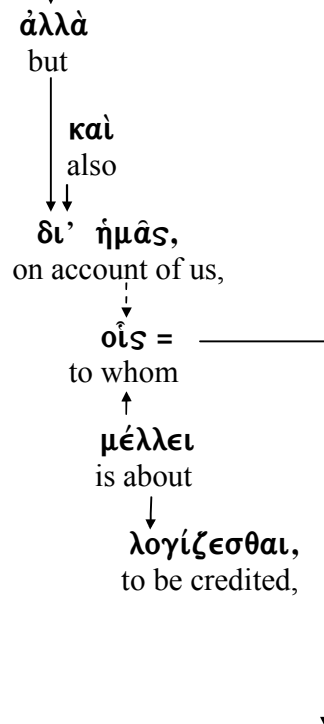 ἀλλὰ
but
καὶ
also
δι’ ἡμᾶς,
on account of us,
οἷς =
to whom
μέλλει
is about
λογίζεσθαι,
to be credited,